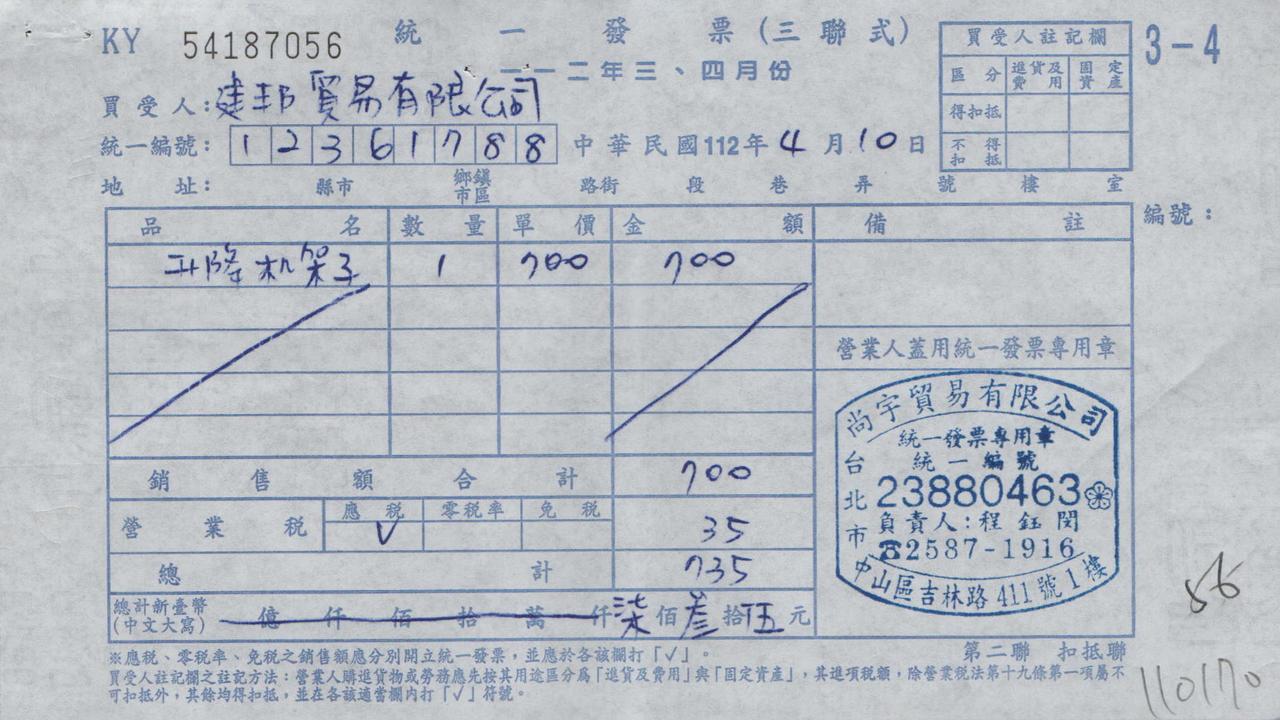 KY 54187056 統一發票(三聯式)
一一二年三、四月份
3-4
買受人註記欄
區分 進貨及費用 固定資產
得扣抵
不得扣抵
買受人:建邦貿易有限公司
統一編號: 1 2 3 6 1 7 8 8 中華民國112年4月10日
地址: 縣市 鄉鎮市區 路街 段 巷 弄 號 樓 室
品名 數量 單價 金額 備註 編號:
升降机架子 1 700 700
營業人蓋用統一發票專用章
尚宇貿易有限公司
統一發票專用章
統一編號
23880463
負責人:程鈺閔
☎2587-1916
台北市中山區吉林路411號1樓
銷售額合計 700
營業稅 應稅 零稅率 免稅
V 35
總計 735
總計新臺幣 億仟佰拾萬仟柒佰叁拾伍元
(中文大寫)
56
第二聯 扣抵聯
※應稅、零稅率、免稅之銷售額應分別開立統一發票,並應於各該欄打「√」。
買受人註記欄之註記方法:營業人購進貨物或勞務應先按其用途區分為「進貨及費用」與「固定資產」,其進項稅額,除營業稅法第十九條第一項屬不
可扣抵外,其餘均得扣抵,並在各該適當欄內打「√」符號。
110170